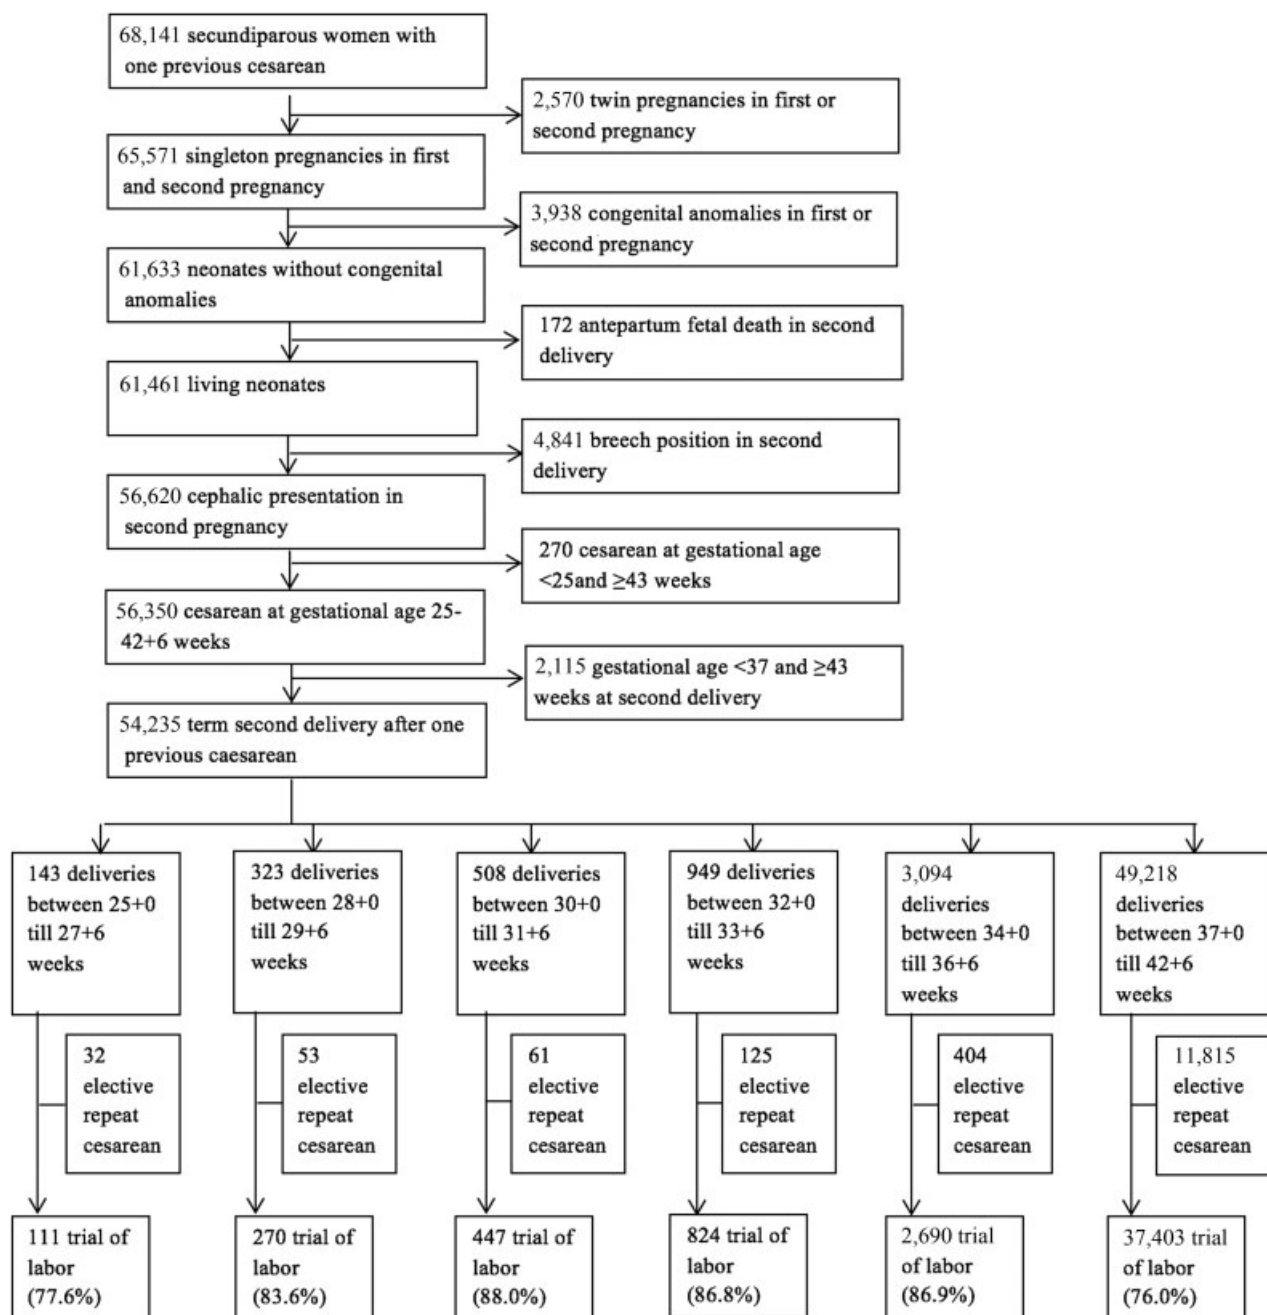 68,141 secundiparous women with
one previous cesarean
2,570 twin pregnancies in first or
second pregnancy
65,571 singleton pregnancies in first
and second pregnancy
3,938 congenital anomalies in first or
second pregnancy
61,633 neonates without congenital
anomalies
172 antepartum fetal death in second
delivery
61,461 living neonates
4,841 breech position in second
delivery
56,620 cephalic presentation in
second pregnancy
270 cesarean at gestational age
<25and ≥43 weeks
56,350 cesarean at gestational age 25-
42+6 weeks
2,115 gestational age <37 and ≥43
weeks at second delivery
54,235 term second delivery after one
previous caesarean
143 deliveries
between 25+0
till 27+6
weeks
323 deliveries
between 28+0
till 29+6
weeks
508 deliveries
between 30+0
till 31+6
weeks
949 deliveries
between 32+0
till 33+6
weeks
3,094
deliveries
between 34+0
till 36+6
weeks
49,218
deliveries
between 37+0
till 42+6
weeks
32
elective
repeat
cesarean
53
elective
repeat
cesarean
61
elective
repeat
cesarean
125
elective
repeat
cesarean
404
elective
repeat
cesarean
11,815
elective
repeat
cesarean
111 trial of
labor
(77.6%)
270 trial of
labor
(83.6%)
447 trial of
labor
(88.0%)
824 trial of
labor
(86.8%)
2,690 trial
of labor
(86.9%)
37,403 trial
of labor
(76.0%)